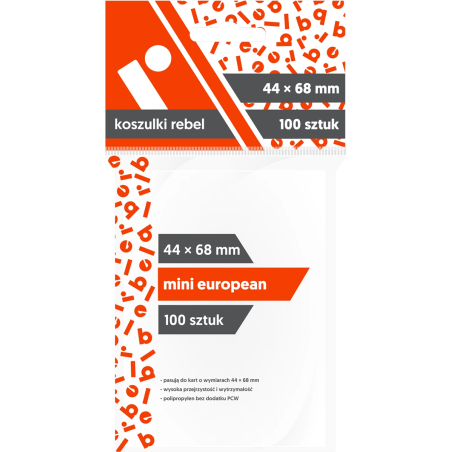 44 × 68 mm
koszulki rebel
100 sztuk
44 × 68 mm
mini european
100 sztuk
- pasują do kart o wymiarach 44 × 68 mm
- wysoka przejrzystość i wytrzymałość
- polipropylen bez dodatku PCW